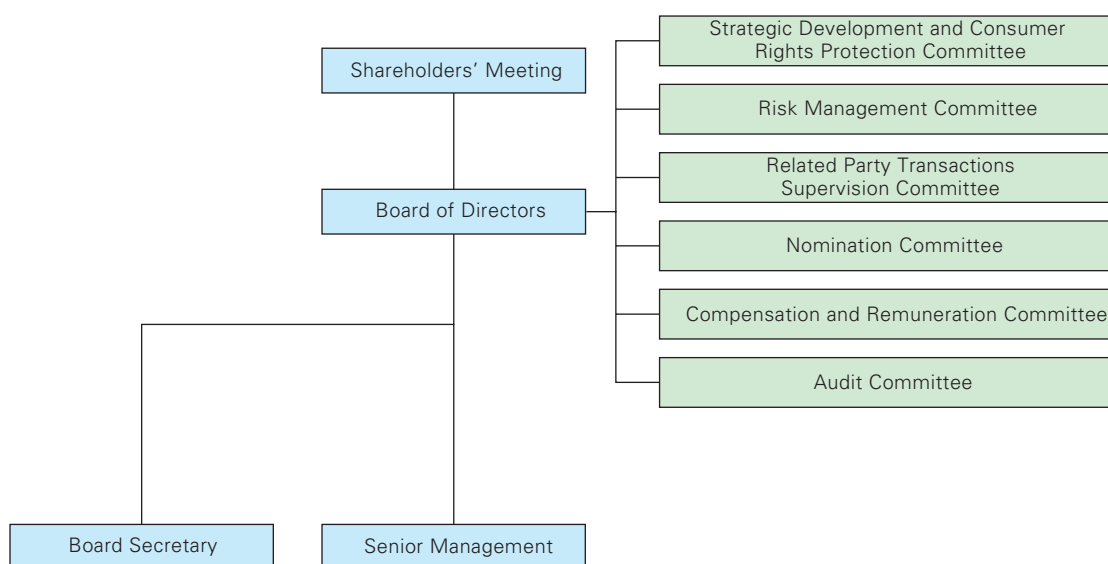 Strategic Development and Consumer
Rights Protection Committee
Shareholders’ Meeting
Risk Management Committee
Related Party Transactions
Supervision Committee
Board of Directors
Nomination Committee
Compensation and Remuneration Committee
Audit Committee
Board Secretary
Senior Management